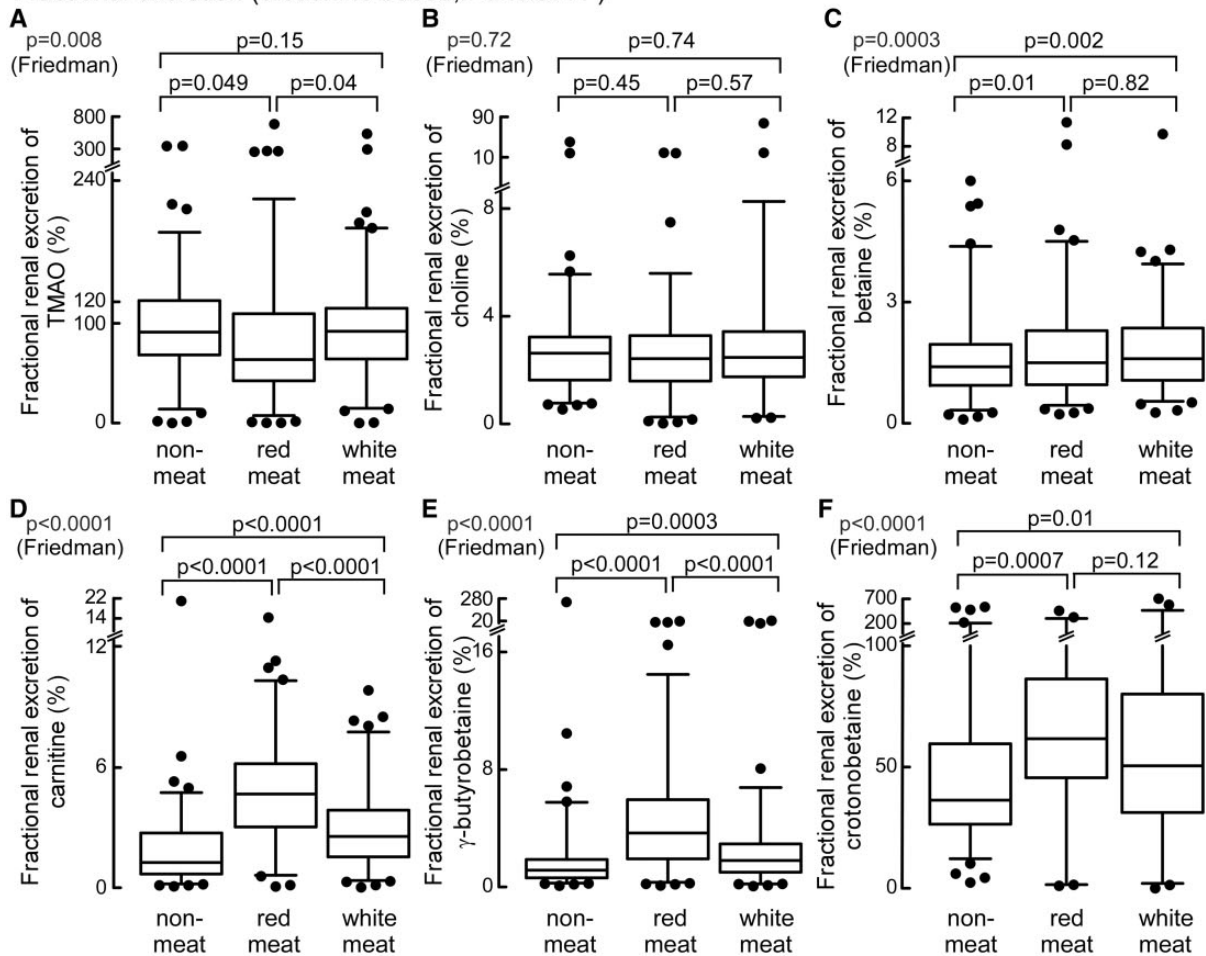 A
p=0.008
(Friedman)
p=0.15
p=0.049
p=0.04
Fractional renal excretion of
TMAO (%)
800
300
240
120
100
0
non-
meat
red
meat
white
meat
B
p=0.72
(Friedman)
p=0.74
p=0.45
p=0.57
Fractional renal excretion of
choline (%)
90
10
8
4
0
non-
meat
red
meat
white
meat
C
p=0.0003
(Friedman)
p=0.002
p=0.01
p=0.82
Fractional renal excretion of
betaine (%)
12
8
6
3
0
non-
meat
red
meat
white
meat
D
p<0.0001
(Friedman)
p<0.0001
p<0.0001
p<0.0001
Fractional renal excretion of
carnitine (%)
22
14
12
6
0
non-
meat
red
meat
white
meat
E
p<0.0001
(Friedman)
p=0.0003
p<0.0001
p<0.0001
Fractional renal excretion of
γ-butyrobetaine (%)
280
20
16
8
0
non-
meat
red
meat
white
meat
F
p<0.0001
(Friedman)
p=0.01
p=0.0007
p=0.12
Fractional renal excretion of
crotonobetaine (%)
700
200
100
50
0
non-
meat
red
meat
white
meat